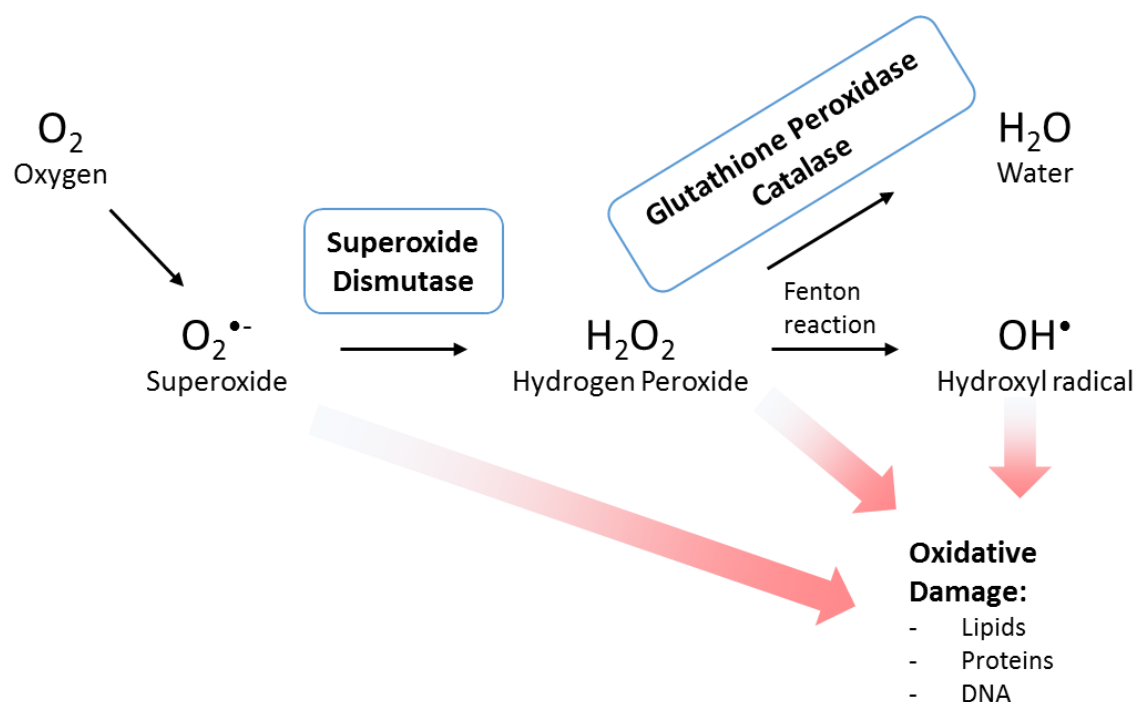 O₂
Oxygen
Superoxide
Dismutase
Glutathione Peroxidase
Catalase
H₂O
Water
O₂•-
Superoxide
H₂O₂
Hydrogen Peroxide
Fenton
reaction
OH•
Hydroxyl radical
Oxidative
Damage:
- Lipids
- Proteins
- DNA